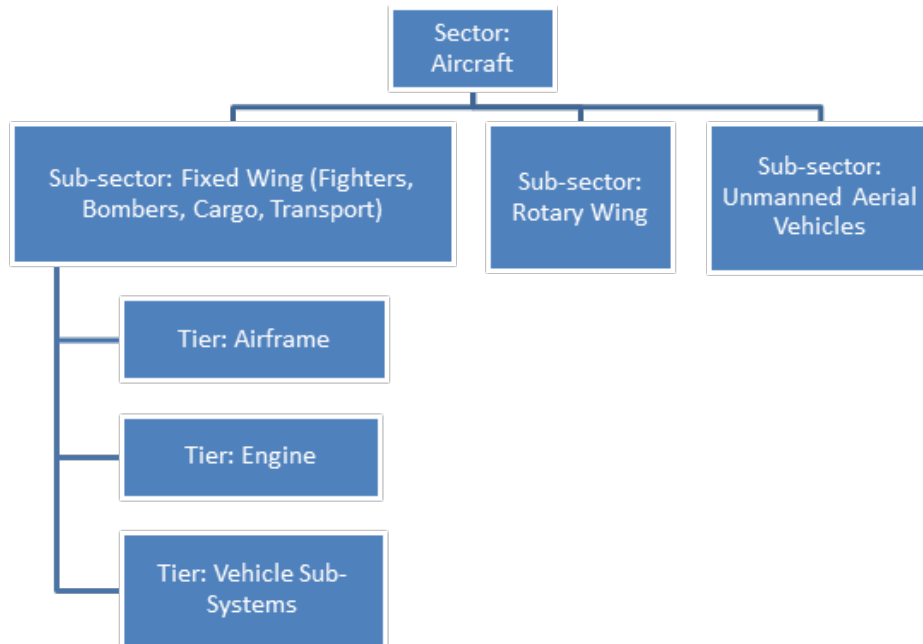 Sector:
Aircraft
Sub-sector: Fixed Wing (Fighters,
Bombers, Cargo, Transport)
Sub-sector:
Rotary Wing
Sub-sector:
Unmanned Aerial
Vehicles
Tier: Airframe
Tier: Engine
Tier: Vehicle Sub-
Systems